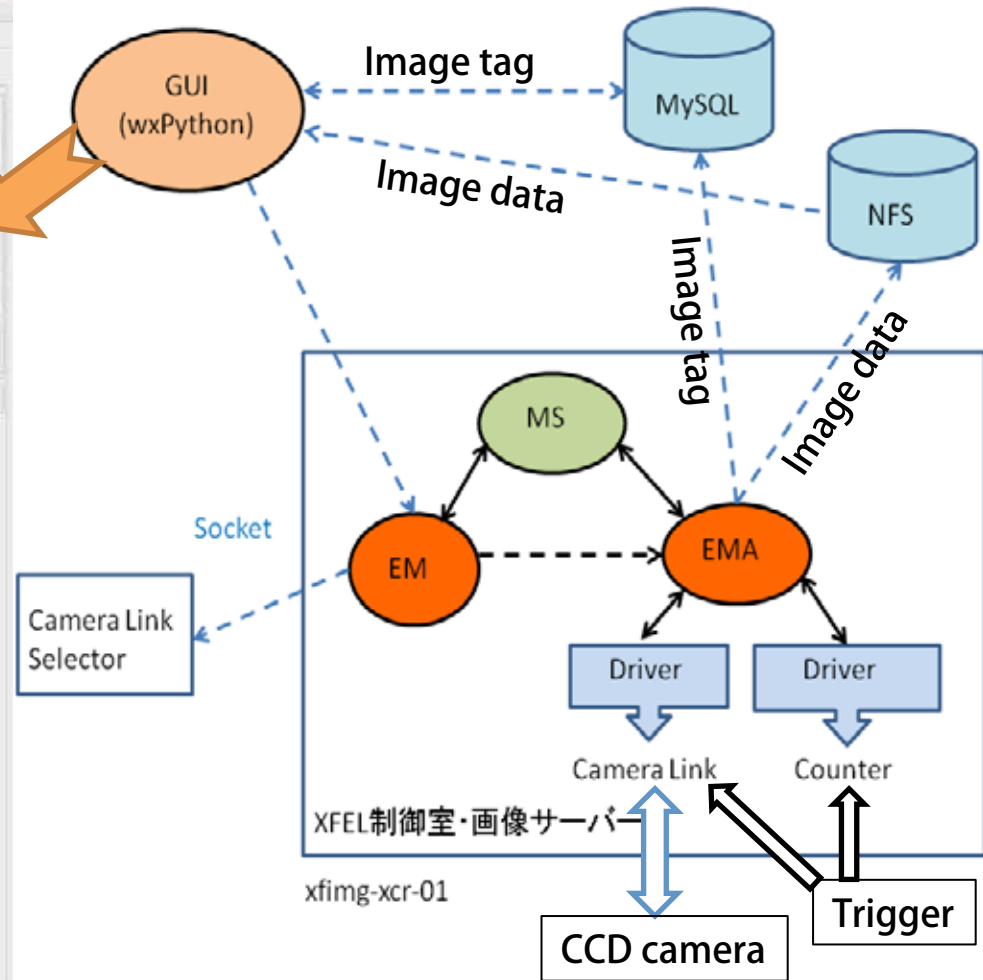 GUI
(wxPython)
Image tag
MySQL
Image data
NFS
Image tag
Image data
MS
Socket
EM
EMA
Camera Link
Selector
Driver
Driver
Camera Link
Counter
XFEL制御室・画像サーバー
xfimg-xcr-01
Trigger
CCD camera